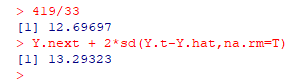 > 419/33
[1] 12.69697
> Y.next + 2*sd(Y.t-Y.hat,na.rm=T)
[1] 13.29323
>